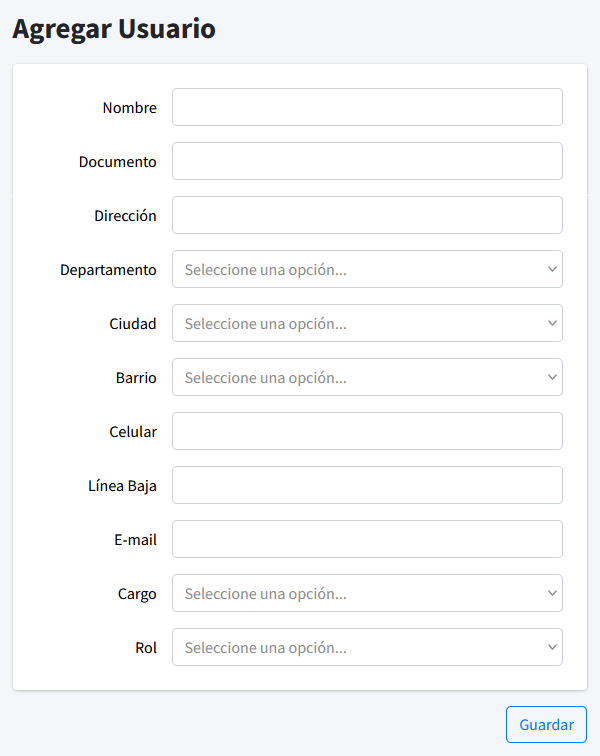 Agregar Usuario
Nombre
Documento
Dirección
Departamento Seleccione una opción...
Ciudad Seleccione una opción...
Barrio Seleccione una opción...
Celular
Línea Baja
E-mail
Cargo Seleccione una opción...
Rol Seleccione una opción...
Guardar